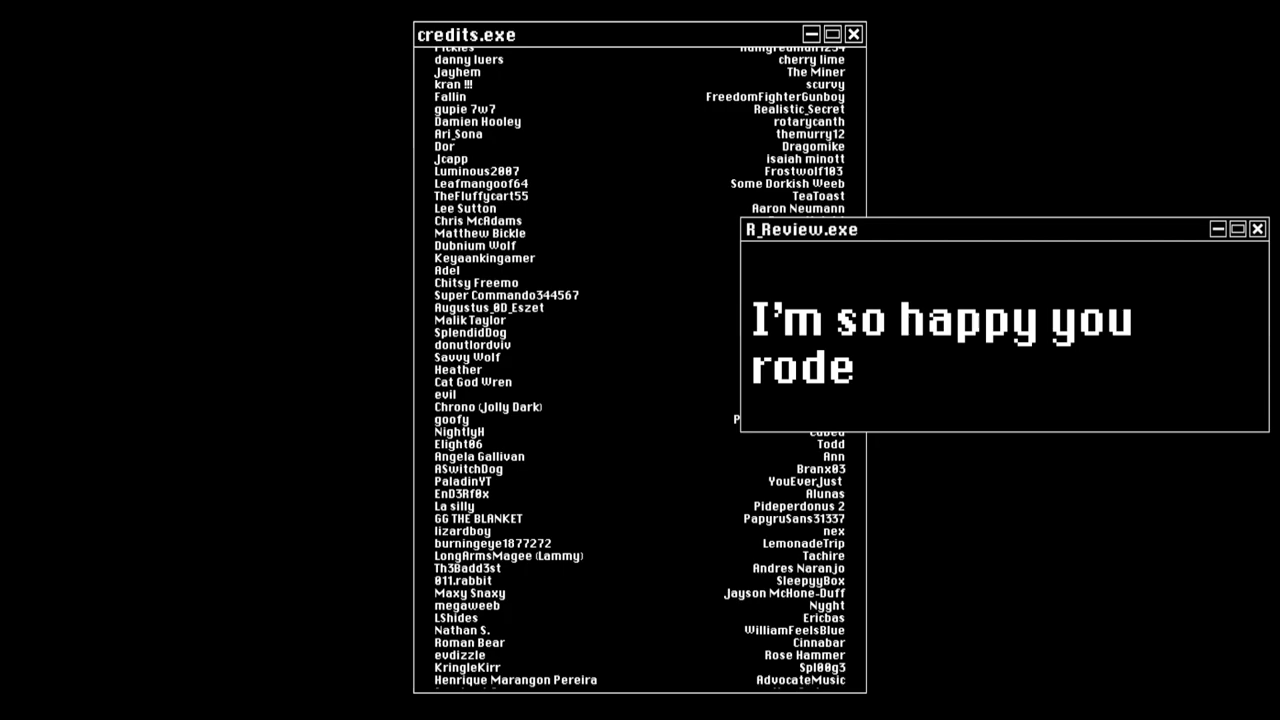 credits.exe
Pickles
danny luers cherry lime
Jayhem The Miner
kran !!! scurvy
Fallin FreedomFighterGunboy
gupie 7w7 Realistic_Secret
Damien Hooley rotarycanth
Ari_Sona themurry12
Dor Dragomike
Jcapp isaiah minott
Luminous2007 Frostwolf103
Leafmangoof64 Some Dorkish Weeb
TheFluffycart55 TeaToast
Lee Sutton Aaron Neumann
Chris McAdams
Matthew Bickle
Dubnium Wolf
Keyaankingamer
Adel
Chitsy Freemo
Super Commando344567
Augustus_0D_Eszet
Malik Taylor
SplendidDog
donutlordviv
Savvy Wolf
Heather
Cat God Wren
evil
Chrono (Jolly Dark)
goofy P
NightlyH Cubed
Elight06 Todd
Angela Gallivan Ann
ASwitchDog Branx03
PaladinYT YouEverJust
EnD3Rf0x Alunas
La silly Pideperdonus 2
GG THE BLANKET PapyruSans31337
lizardboy nex
burningeye1877272 LemonadeTrip
LongArmsMagee (Lammy) Tachire
Th3Badd3st Andres Naranjo
011.rabbit SleepyyBox
Maxy Snaxy Jayson McHone-Duff
megaweeb Nyght
LShides Ericbas
Nathan S. WilliamFeelsBlue
Roman Bear Cinnabar
evdizzle Rose Hammer
KringleKirr Spl00g3
Henrique Marangon Pereira AdvocateMusic
R_Review.exe
I'm so happy you
rode